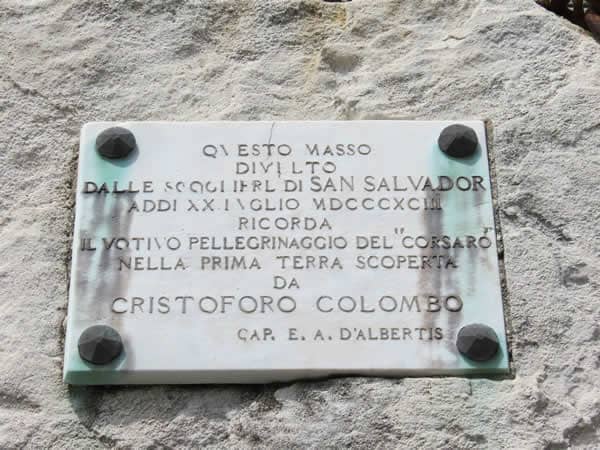 QVESTO MASSO
DIVELTO
DALLE SCOGLIERE DI SAN SALVADOR
ADDI XX LVGLIO MDCCCXCIII
RICORDA
IL VOTIVO PELLEGRINAGGIO DEL "CORSARO"
NELLA PRIMA TERRA SCOPERTA
DA
CRISTOFORO COLOMBO
CAP. E. A. D'ALBERTIS